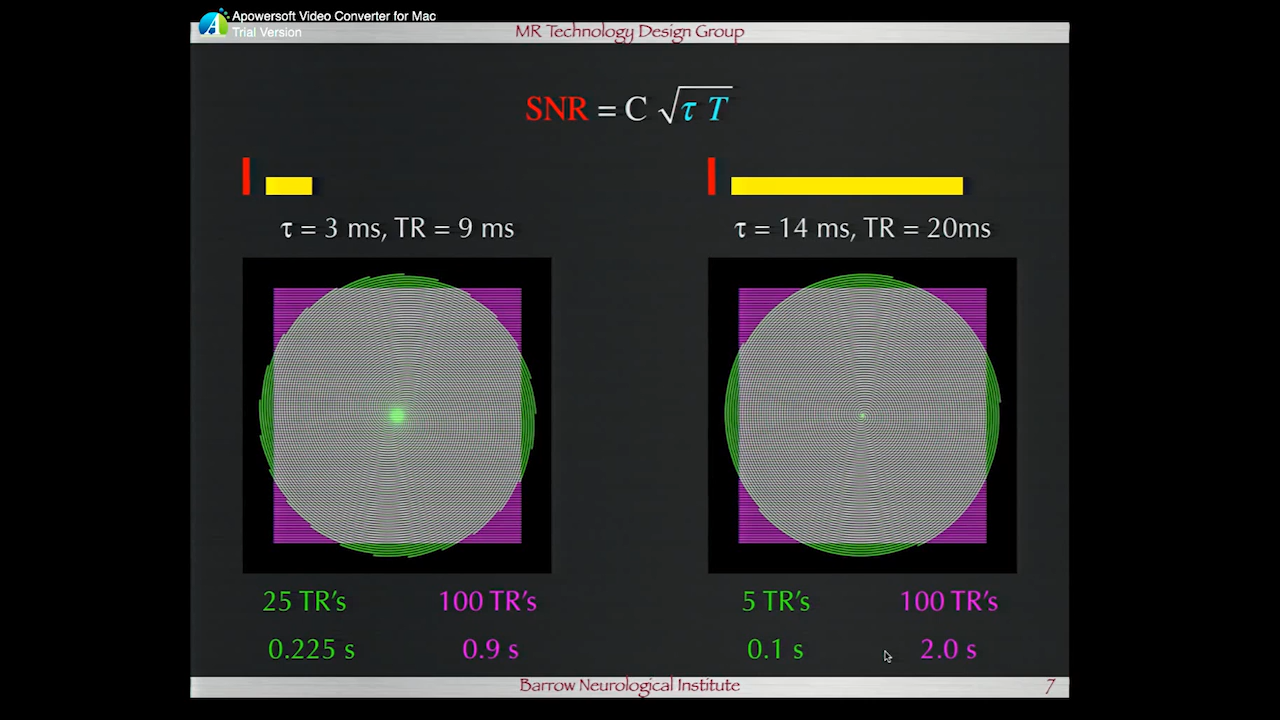 Apowersoft Video Converter for Mac
Trial Version
MR Technology Design Group
SNR = C √τ T
τ = 3 ms, TR = 9 ms
τ = 14 ms, TR = 20ms
25 TR's 100 TR's
0.225 s 0.9 s
5 TR's 100 TR's
0.1 s 2.0 s
Barrow Neurological Institute
7